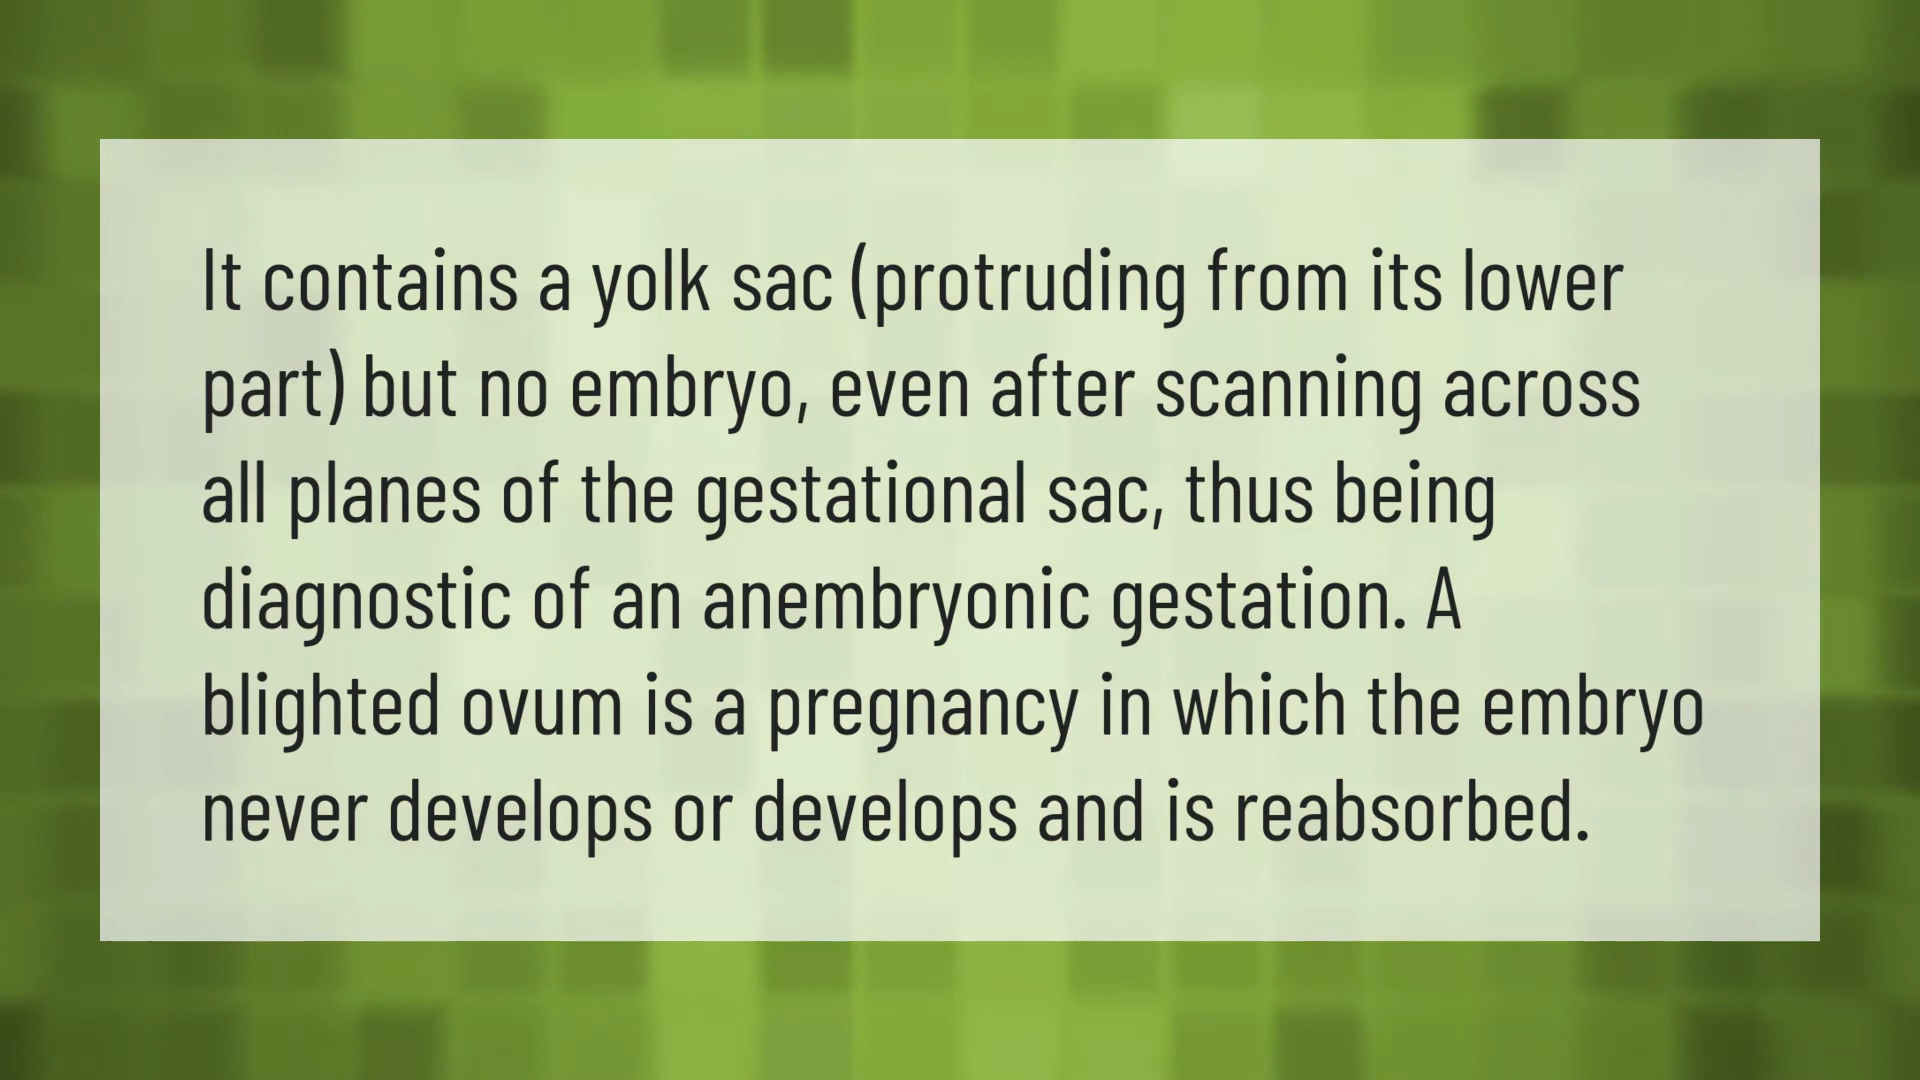 It contains a yolk sac (protruding from its lower
part) but no embryo, even after scanning across
all planes of the gestational sac, thus being
diagnostic of an anembryonic gestation. A
blighted ovum is a pregnancy in which the embryo
never develops or develops and is reabsorbed.